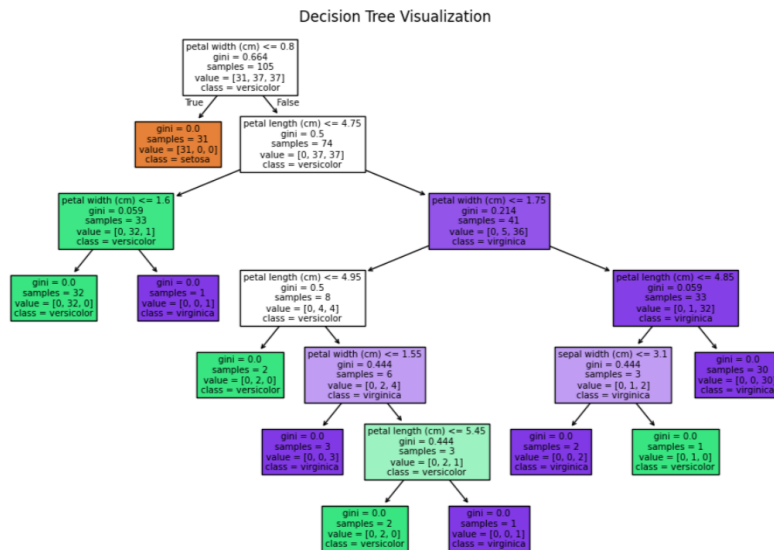 Decision Tree Visualization
petal width (cm) <= 0.8
gini = 0.664
samples = 105
value = [31, 37, 37]
class = versicolor
True
False
gini = 0.0
samples = 31
value = [31, 0, 0]
class = setosa
petal length (cm) <= 4.75
gini = 0.5
samples = 74
value = [0, 37, 37]
class = versicolor
petal width (cm) <= 1.6
gini = 0.059
samples = 33
value = [0, 32, 1]
class = versicolor
petal width (cm) <= 1.75
gini = 0.214
samples = 41
value = [0, 5, 36]
class = virginica
gini = 0.0
samples = 32
value = [0, 32, 0]
class = versicolor
gini = 0.0
samples = 1
value = [0, 0, 1]
class = virginica
petal length (cm) <= 4.95
gini = 0.5
samples = 8
value = [0, 4, 4]
class = versicolor
petal length (cm) <= 4.85
gini = 0.059
samples = 33
value = [0, 1, 32]
class = virginica
gini = 0.0
samples = 2
value = [0, 2, 0]
class = versicolor
petal width (cm) <= 1.55
gini = 0.444
samples = 6
value = [0, 2, 4]
class = virginica
sepal width (cm) <= 3.1
gini = 0.444
samples = 3
value = [0, 1, 2]
class = virginica
gini = 0.0
samples = 30
value = [0, 0, 30]
class = virginica
gini = 0.0
samples = 3
value = [0, 0, 3]
class = virginica
petal length (cm) <= 5.45
gini = 0.444
samples = 3
value = [0, 2, 1]
class = versicolor
gini = 0.0
samples = 2
value = [0, 0, 2]
class = virginica
gini = 0.0
samples = 1
value = [0, 1, 0]
class = versicolor
gini = 0.0
samples = 2
value = [0, 2, 0]
class = versicolor
gini = 0.0
samples = 1
value = [0, 0, 1]
class = virginica